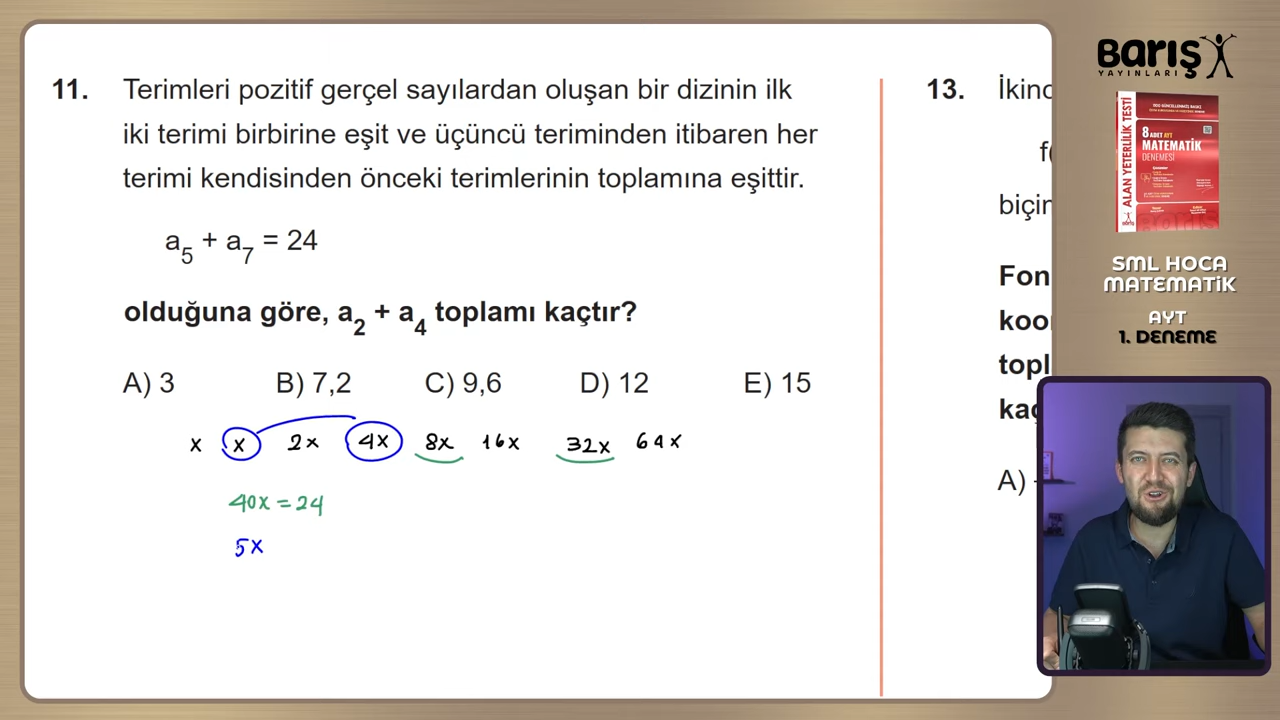 11. Terimleri pozitif gerçel sayılardan oluşan bir dizinin ilk
iki terimi birbirine eşit ve üçüncü teriminden itibaren her
terimi kendisinden önceki terimlerinin toplamına eşittir.
a5 + a7 = 24
olduğuna göre, a2 + a4 toplamı kaçtır?
A) 3 B) 7,2 C) 9,6 D) 12 E) 15
x x 2x 4x 8x 16x 32x 64x
40x = 24
5x
13. İkinc
f(
biçin
Fon
koo
topl
kaç
A)
Barış
YAYINLARI
ALAN YETERLİLİK TESTİ
8 ADET AYT
MATEMATİK
DENEMESİ
SML HOCA
MATEMATİK
AYT
1. DENEME